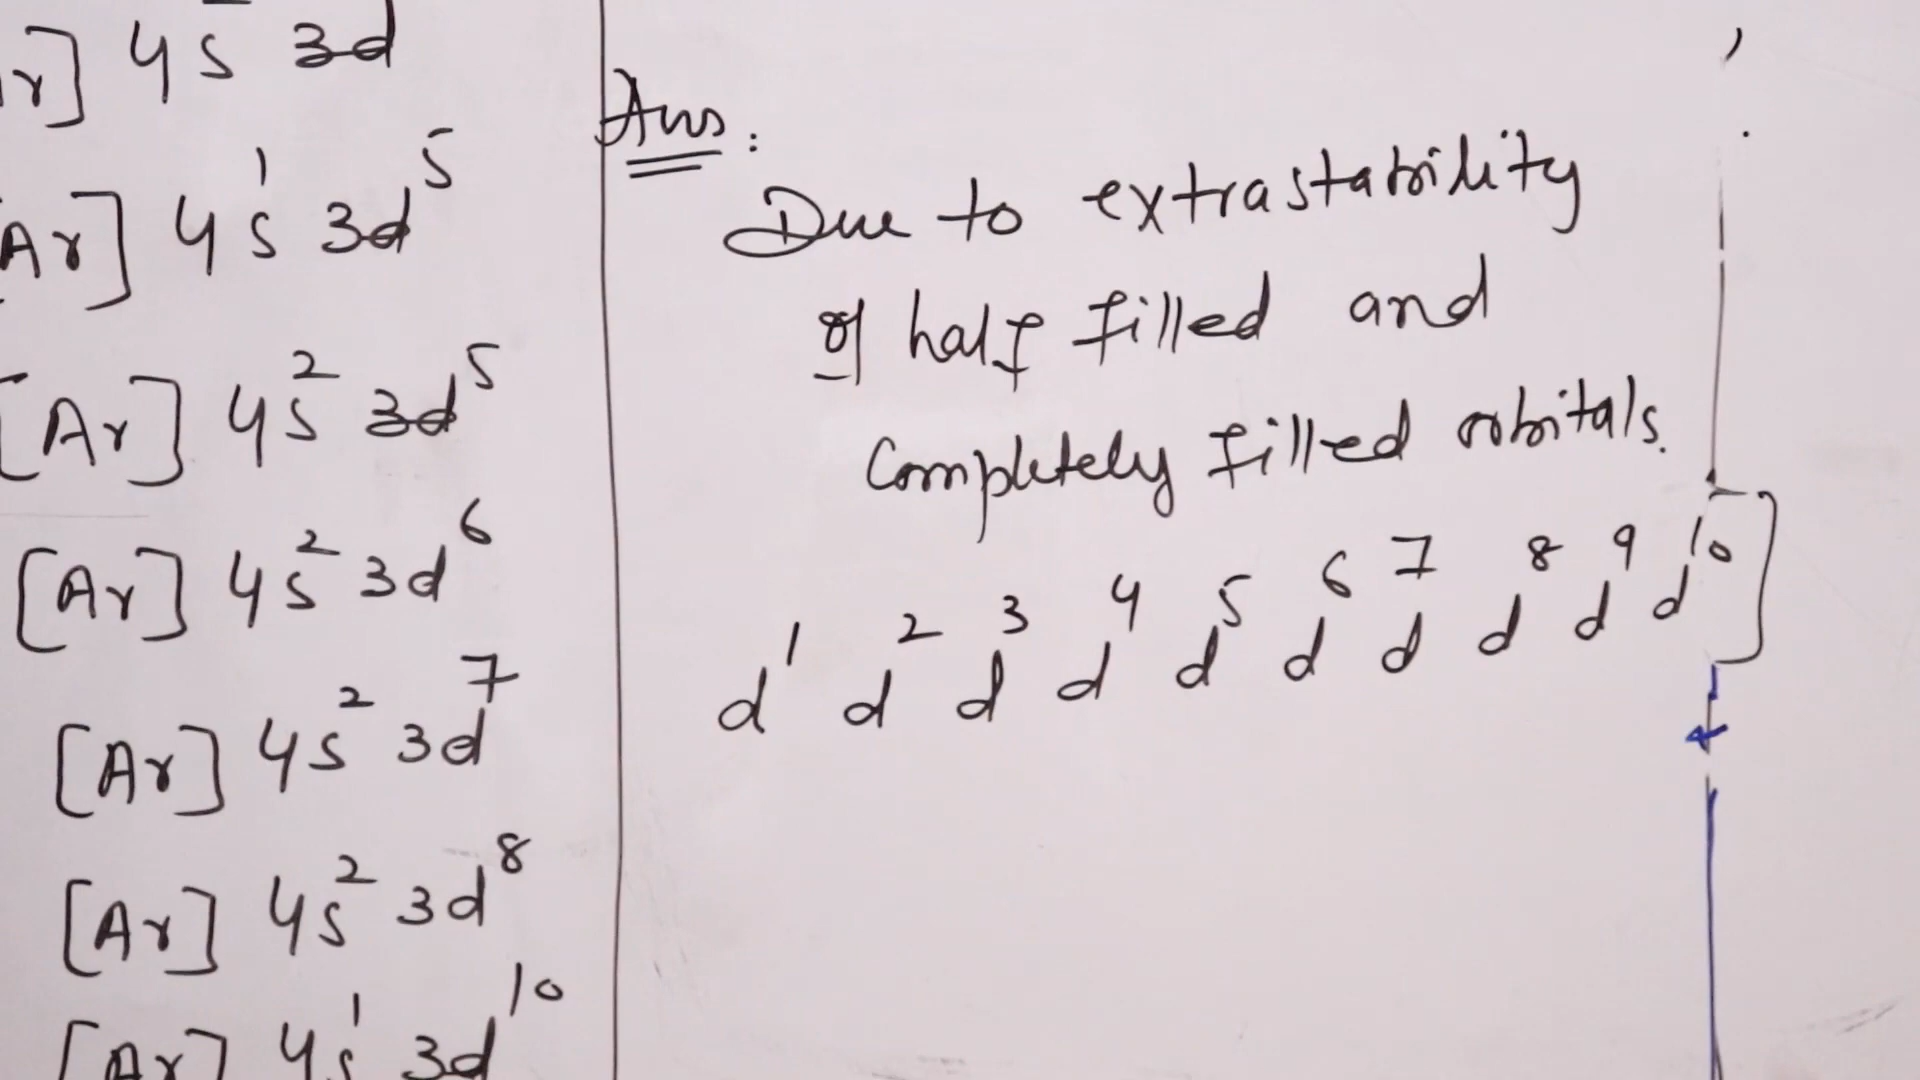 r] 4s 3d
Ar] 4s¹ 3d⁵
[Ar] 4s² 3d⁵
[Ar] 4s² 3d⁶
[Ar] 4s² 3d⁷
[Ar] 4s² 3d⁸
[Ar] 4s¹ 3d¹⁰
Ans:
Due to extrastability
of half filled and
Completely filled orbitals.
d¹ d² d³ d⁴ d⁵ d⁶ d⁷ d⁸ d⁹ d¹⁰]